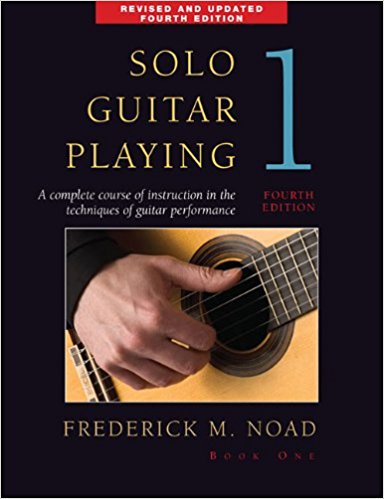 REVISED AND UPDATED
FOURTH EDITION
SOLO
GUITAR
PLAYING
1
A complete course of instruction in the
techniques of guitar performance
FOURTH
EDITION
FREDERICK M. NOAD
BOOK ONE